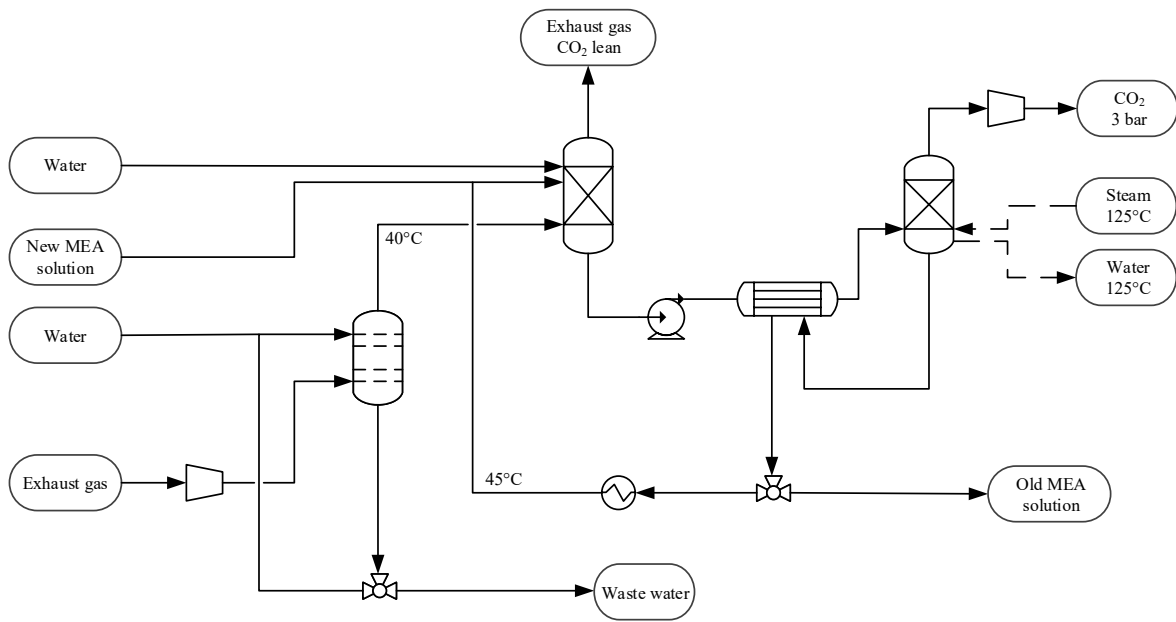 Exhaust gas
CO₂ lean
CO₂
3 bar
Water
Steam
125°C
New MEA
solution
40°C
Water
125°C
Water
Exhaust gas
45°C
Old MEA
solution
Waste water